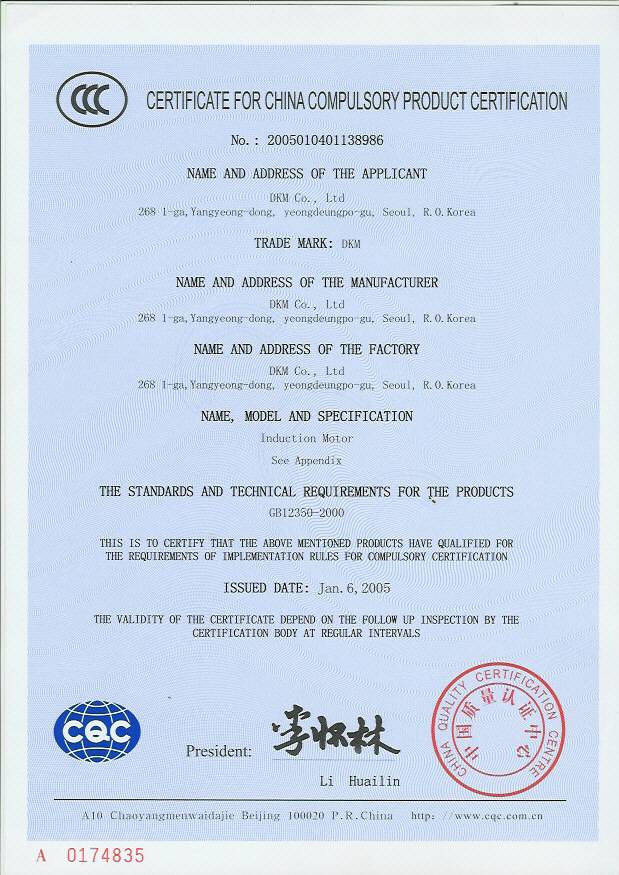 CCC
CERTIFICATE FOR CHINA COMPULSORY PRODUCT CERTIFICATION
No.: 2005010401138986
NAME AND ADDRESS OF THE APPLICANT
DKM Co., Ltd
268 1-ga,Yangyeong-dong, yeongdeungpo-gu, Seoul, R.O.Korea
TRADE MARK: DKM
NAME AND ADDRESS OF THE MANUFACTURER
DKM Co., Ltd
268 1-ga,Yangyeong-dong, yeongdeungpo-gu, Seoul, R.O.Korea
NAME AND ADDRESS OF THE FACTORY
DKM Co., Ltd
268 1-ga,Yangyeong-dong, yeongdeungpo-gu, Seoul, R.O.Korea
NAME, MODEL AND SPECIFICATION
Induction Motor
See Appendix
THE STANDARDS AND TECHNICAL REQUIREMENTS FOR THE PRODUCTS
GB12350-2000
THIS IS TO CERTIFY THAT THE ABOVE MENTIONED PRODUCTS HAVE QUALIFIED FOR
THE REQUIREMENTS OF IMPLEMENTATION RULES FOR COMPULSORY CERTIFICATION
ISSUED DATE: Jan.6,2005
THE VALIDITY OF THE CERTIFICATE DEPEND ON THE FOLLOW UP INSPECTION BY THE
CERTIFICATION BODY AT REGULAR INTERVALS
CQC
President: 李怀林
Li Huailin
CHINA QUALITY CERTIFICATION CENTRE
中国质量认证中心
A10 Chaoyangmenwaidajie Beijing 100020 P.R.China http://www.cqc.com.cn
A 0174835